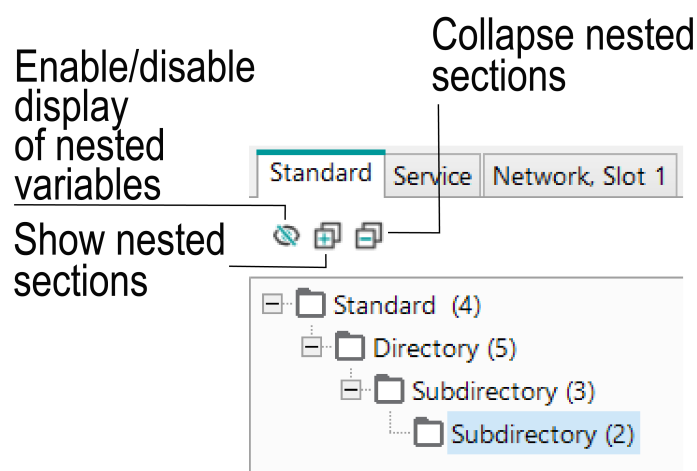 Collapse nested
sections
Enable/disable
display
of nested
variables
Standard Service Network, Slot 1
Show nested
sections
Standard (4)
Directory (5)
Subdirectory (3)
Subdirectory (2)